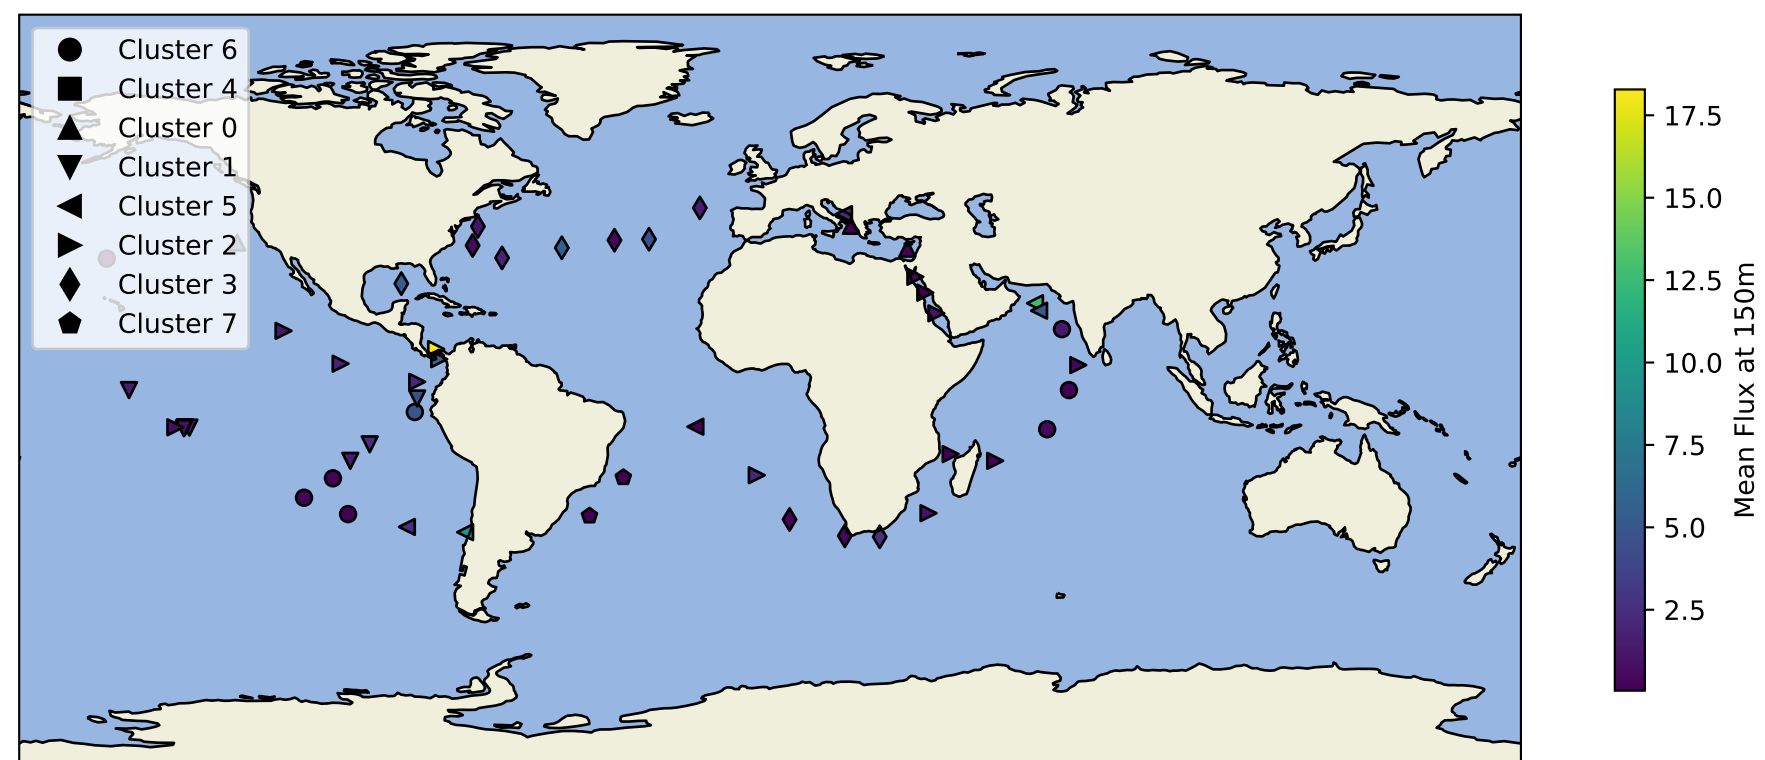 Cluster 6
Cluster 4
Cluster 0
Cluster 1
Cluster 5
Cluster 2
Cluster 3
Cluster 7
17.5
15.0
12.5
10.0
7.5
5.0
2.5
Mean Flux at 150m